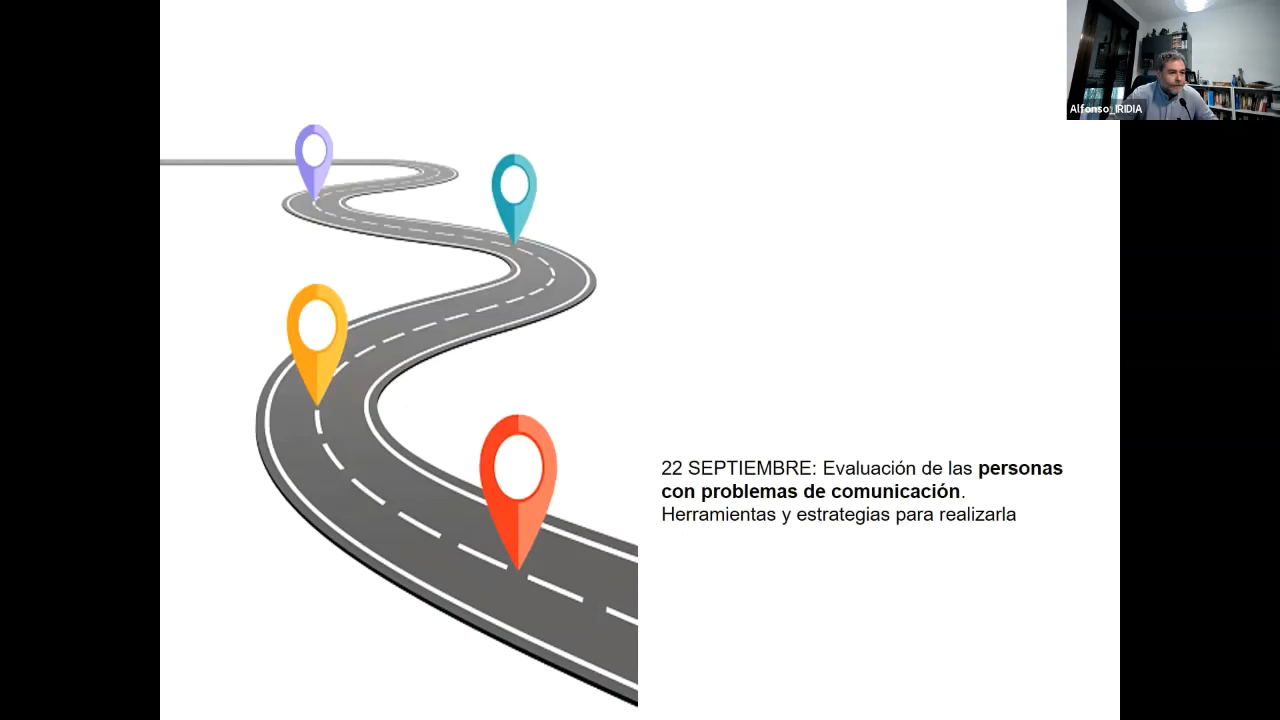 Alfonso_IRIDIA
22 SEPTIEMBRE: Evaluación de las personas
con problemas de comunicación.
Herramientas y estrategias para realizarla